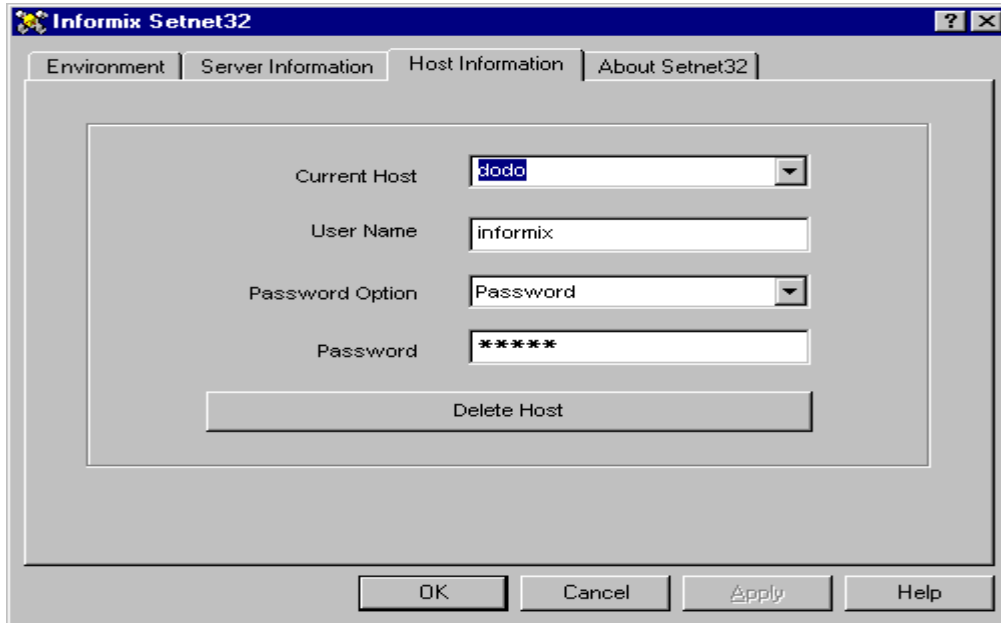 Informix Setnet32
Environment Server Information Host Information About Setnet32
Current Host dodo
User Name informix
Password Option Password
Password *****
Delete Host
OK Cancel Apply Help